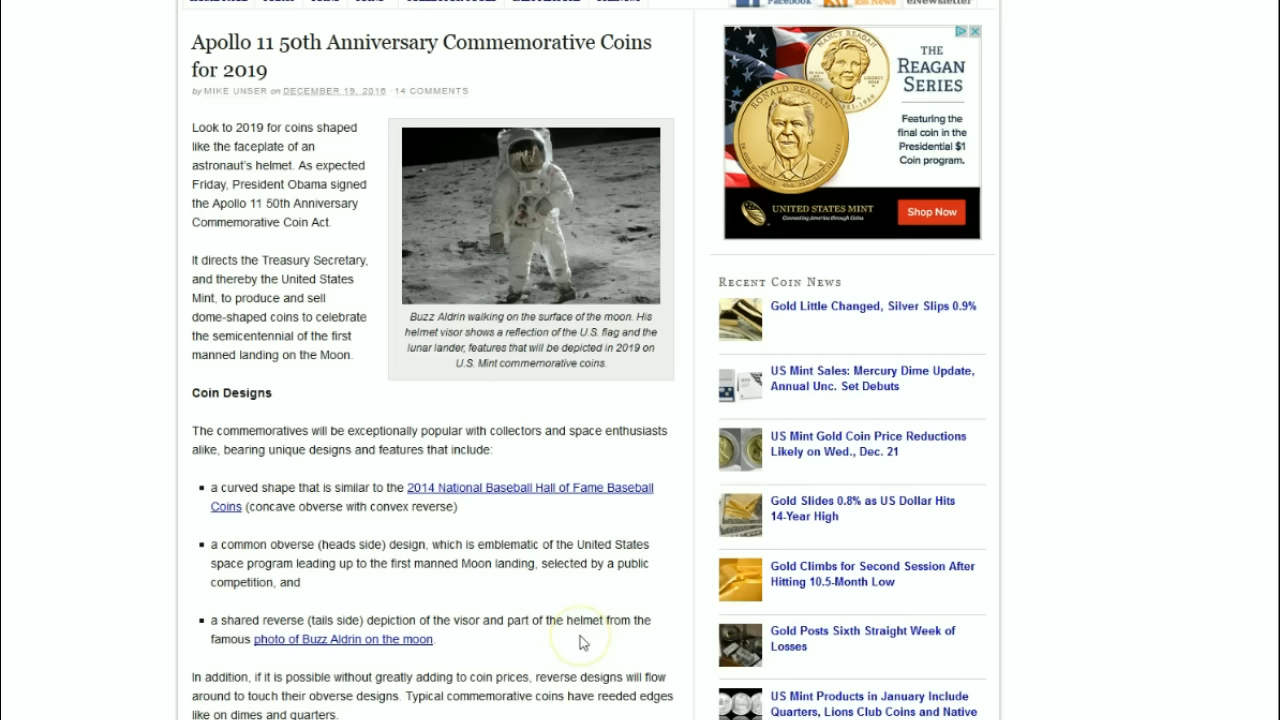 Facebook
eNewsletter
Apollo 11 50th Anniversary Commemorative Coins
for 2019
by MIKE UNSER on DECEMBER 19, 2016 · 14 COMMENTS
Look to 2019 for coins shaped
like the faceplate of an
astronaut's helmet. As expected
Friday, President Obama signed
the Apollo 11 50th Anniversary
Commemorative Coin Act.
It directs the Treasury Secretary,
and thereby the United States
Mint, to produce and sell
dome-shaped coins to celebrate
the semicentennial of the first
manned landing on the Moon.
Buzz Aldrin walking on the surface of the moon. His
helmet visor shows a reflection of the U.S. flag and the
lunar lander, features that will be depicted in 2019 on
U.S. Mint commemorative coins.
Coin Designs
The commemoratives will be exceptionally popular with collectors and space enthusiasts
alike, bearing unique designs and features that include:
a curved shape that is similar to the 2014 National Baseball Hall of Fame Baseball
Coins (concave obverse with convex reverse)
a common obverse (heads side) design, which is emblematic of the United States
space program leading up to the first manned Moon landing, selected by a public
competition, and
a shared reverse (tails side) depiction of the visor and part of the helmet from the
famous photo of Buzz Aldrin on the moon.
In addition, if it is possible without greatly adding to coin prices, reverse designs will flow
around to touch their obverse designs. Typical commemorative coins have reeded edges
like on dimes and quarters.
NANCY REAGAN
RONALD REAGAN
THE
REAGAN
SERIES
Featuring the
final coin in the
Presidential $1
Coin program.
UNITED STATES MINT
Connecting America through Coins
Shop Now
RECENT COIN NEWS
Gold Little Changed, Silver Slips 0.9%
US Mint Sales: Mercury Dime Update,
Annual Unc. Set Debuts
US Mint Gold Coin Price Reductions
Likely on Wed., Dec. 21
Gold Slides 0.8% as US Dollar Hits
14-Year High
Gold Climbs for Second Session After
Hitting 10.5-Month Low
Gold Posts Sixth Straight Week of
Losses
US Mint Products in January Include
Quarters, Lions Club Coins and Native